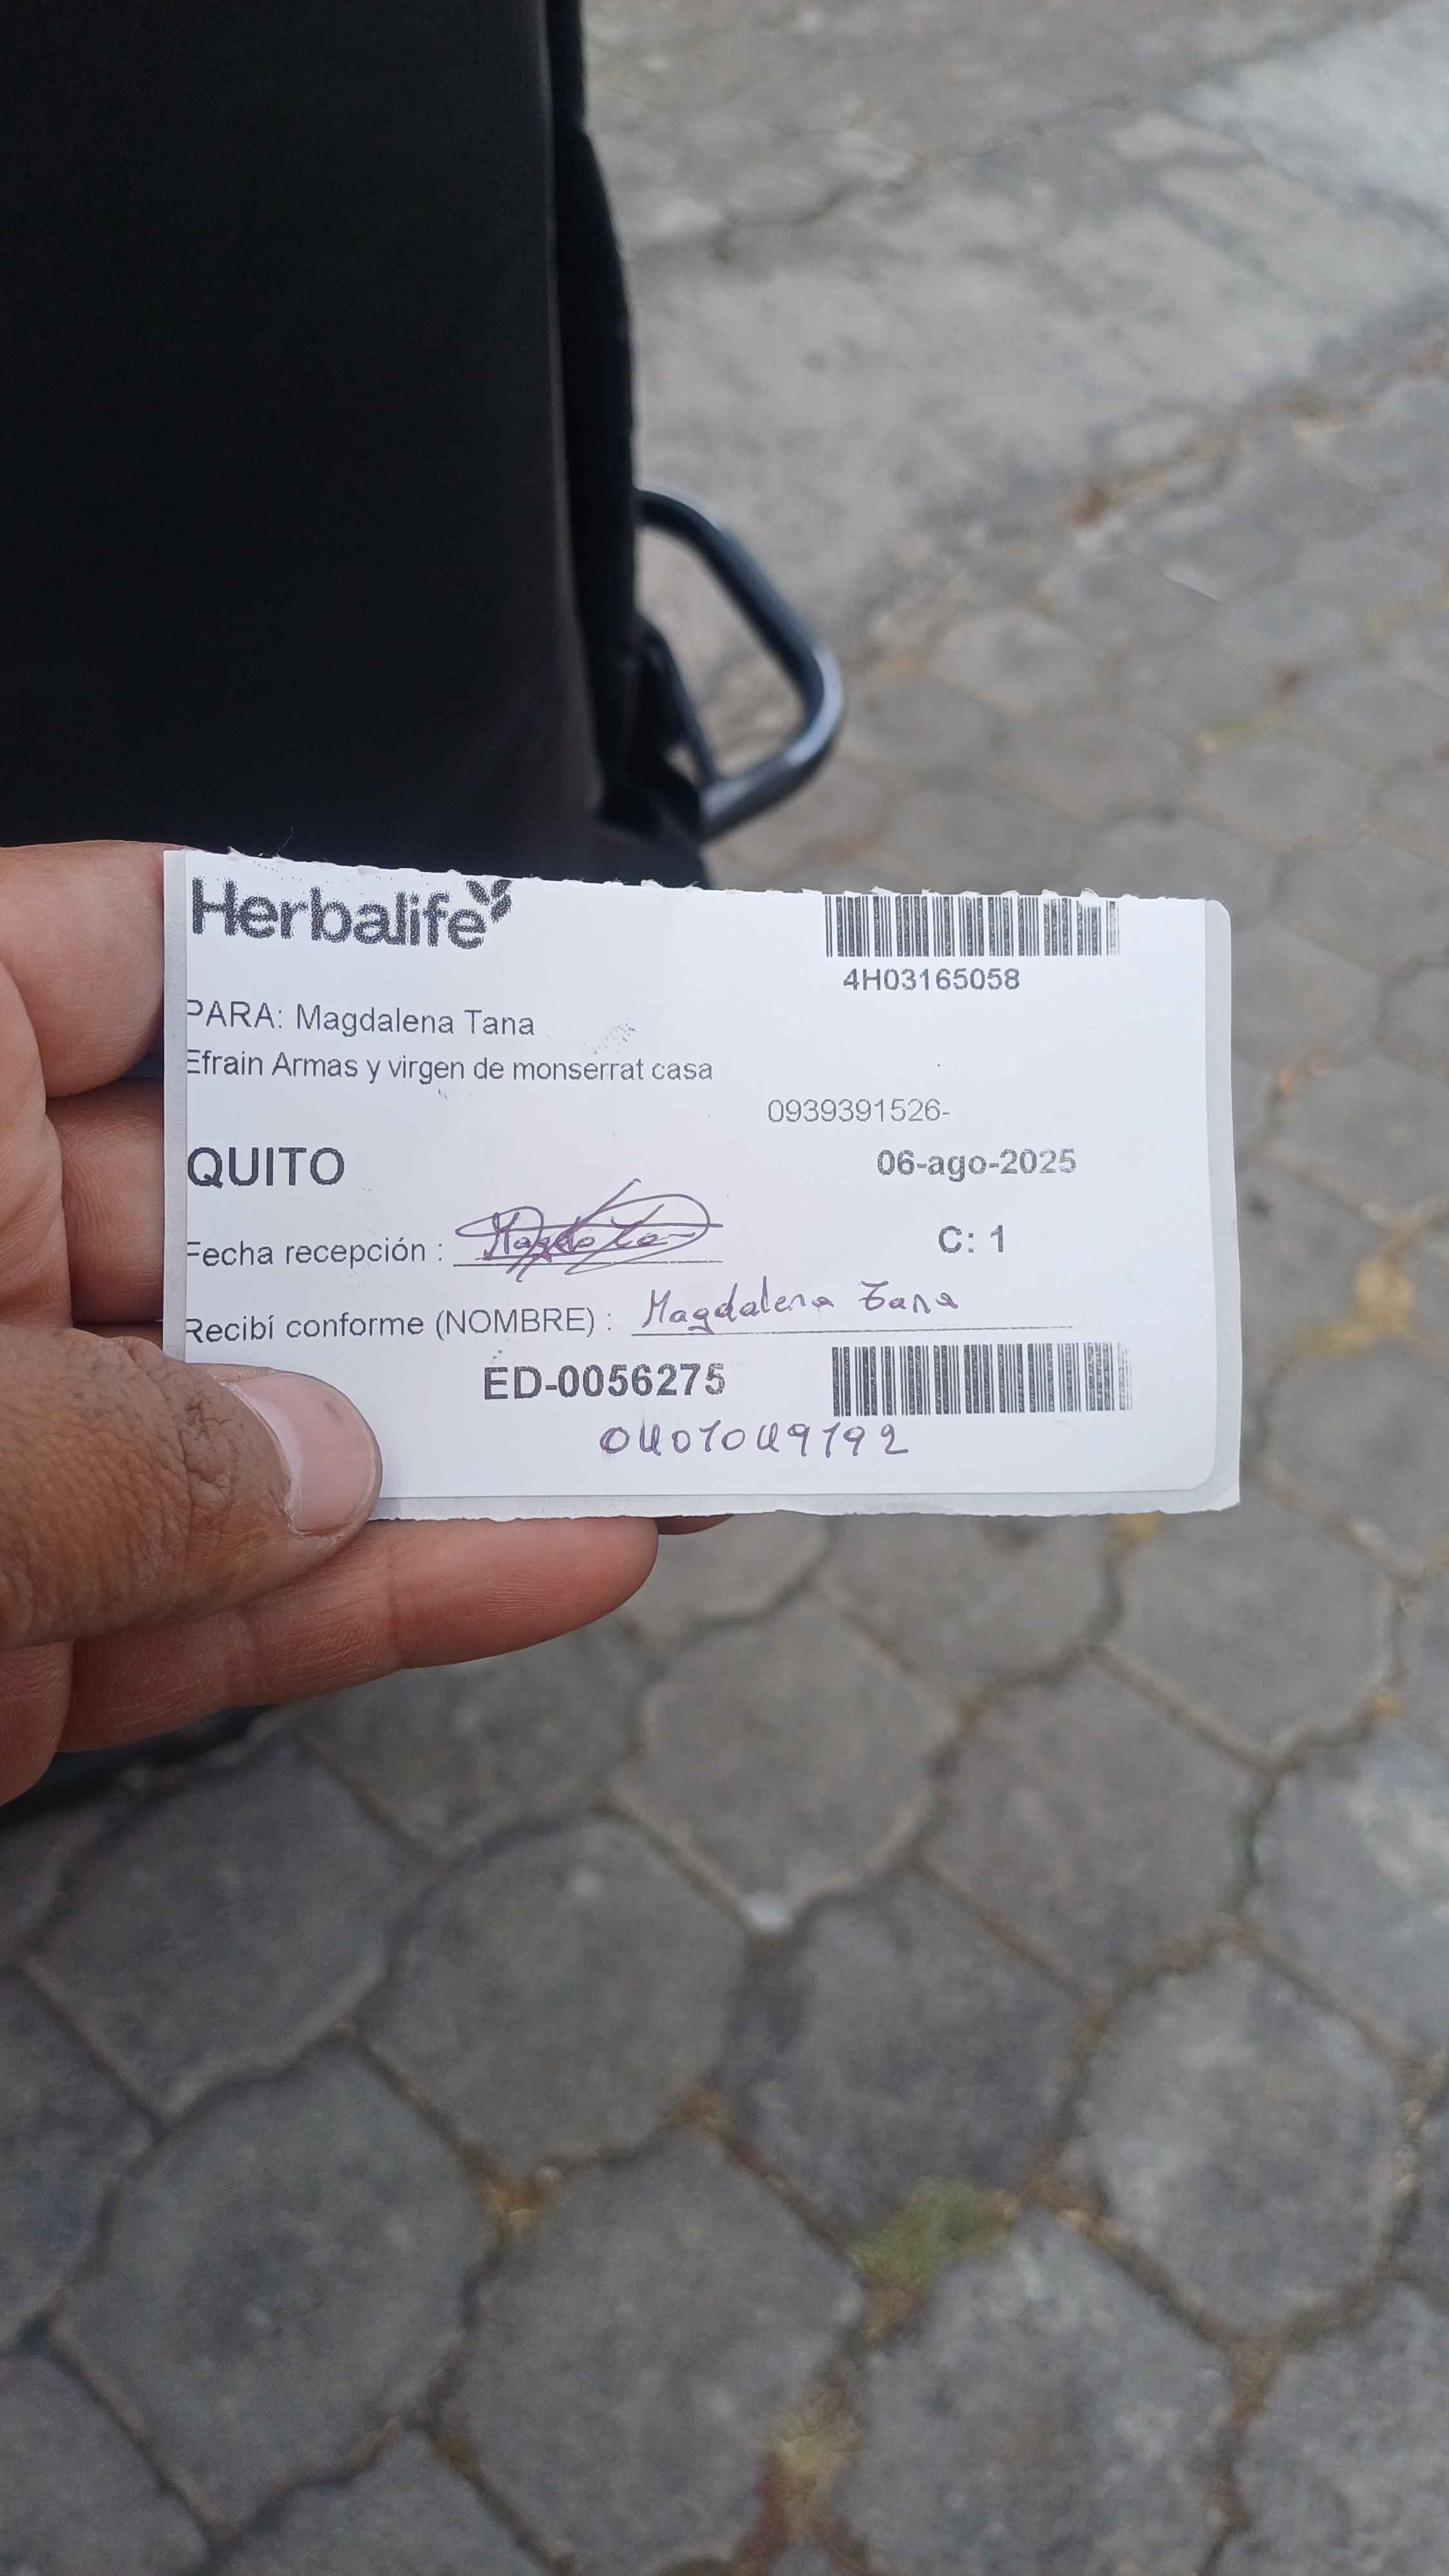 Herbalife
4H03165058
PARA: Magdalena Tana
Efrain Armas y virgen de monserrat casa
0939391526-
QUITO
06-ago-2025
Fecha recepción :
C: 1
Recibí conforme (NOMBRE) : Magdalena Tana
ED-0056275
0401049192